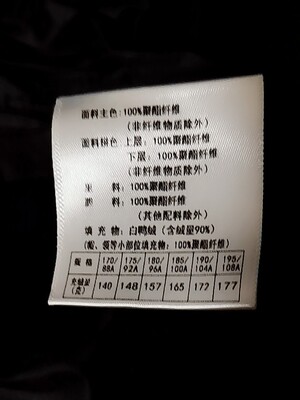 面料主色: 100%聚酯纤维
(非纤维物质除外)
面料拼色 上层: 100%聚酯纤维
下层: 100%聚酯纤维
(非纤维物质除外)
里 料: 100%聚酯纤维
料: 100%聚酯纤维
(其他配料除外)
填 充 物: 白鸭绒 (含绒量90%)
领等小部位填充物: 100%聚酯纤维)
规 格 170/88A 175/92A 180/96A 185/100A 190/104A 195/108A
充绒量(克) 140 148 157 165 172 177